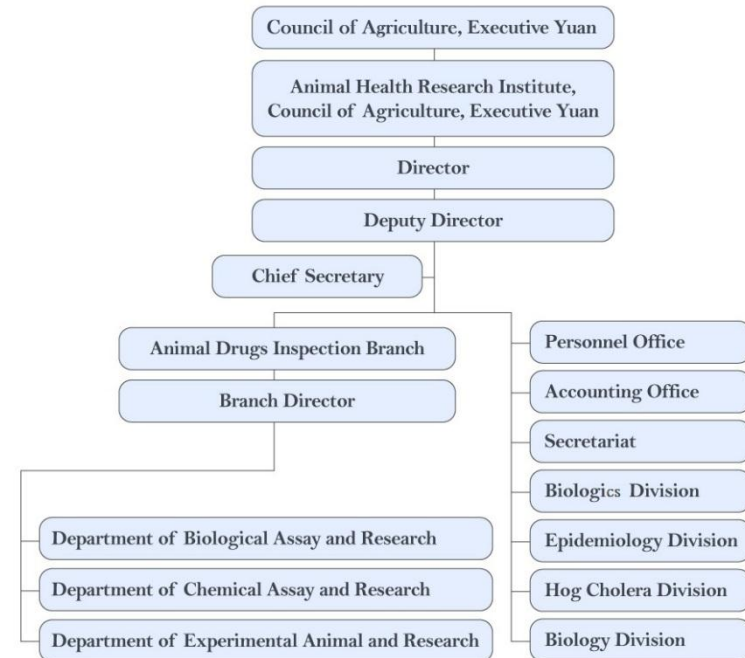 Council of Agriculture, Executive Yuan
Animal Health Research Institute,
Council of Agriculture, Executive Yuan
Director
Deputy Director
Chief Secretary
Animal Drugs Inspection Branch
Branch Director
Department of Biological Assay and Research
Department of Chemical Assay and Research
Department of Experimental Animal and Research
Personnel Office
Accounting Office
Secretariat
Biologics Division
Epidemiology Division
Hog Cholera Division
Biology Division